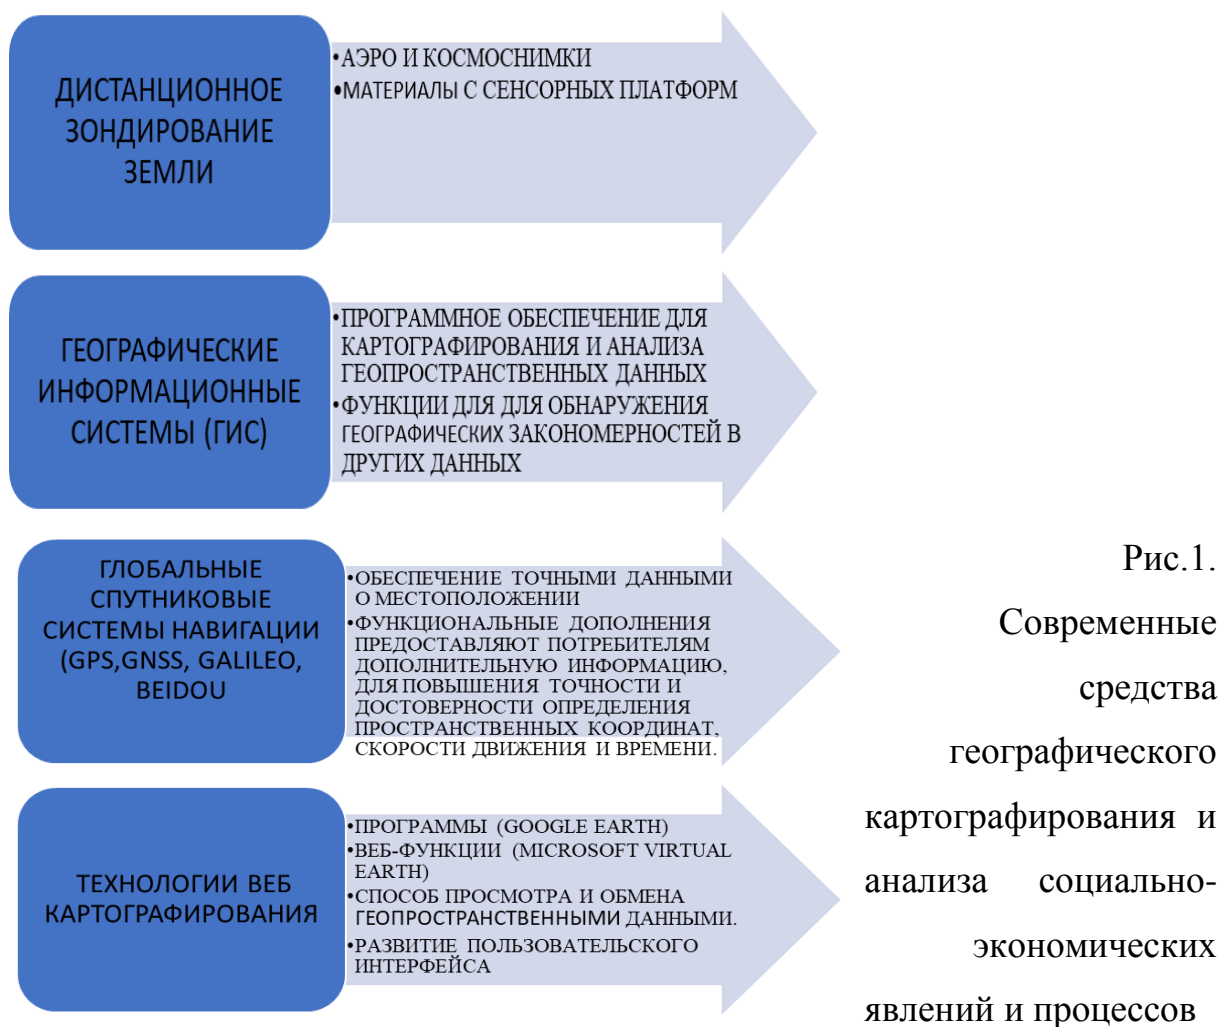 ДИСТАНЦИОННОЕ
ЗОНДИРОВАНИЕ
ЗЕМЛИ
•АЭРО И КОСМОСНИМКИ
•МАТЕРИАЛЫ С СЕНСОРНЫХ ПЛАТФОРМ
ГЕОГРАФИЧЕСКИЕ
ИНФОРМАЦИОННЫЕ
СИСТЕМЫ (ГИС)
•ПРОГРАММНОЕ ОБЕСПЕЧЕНИЕ ДЛЯ
КАРТОГРАФИРОВАНИЯ И АНАЛИЗА
ГЕОПРОСТРАНСТВЕННЫХ ДАННЫХ
•ФУНКЦИИ ДЛЯ ДЛЯ ОБНАРУЖЕНИЯ
ГЕОГРАФИЧЕСКИХ ЗАКОНОМЕРНОСТЕЙ В
ДРУГИХ ДАННЫХ
ГЛОБАЛЬНЫЕ
СПУТНИКОВЫЕ
СИСТЕМЫ НАВИГАЦИИ
(GPS,GNSS, GALILEO,
BEIDOU
•ОБЕСПЕЧЕНИЕ ТОЧНЫМИ ДАННЫМИ
О МЕСТОПОЛОЖЕНИИ
•ФУНКЦИОНАЛЬНЫЕ ДОПОЛНЕНИЯ
ПРЕДОСТАВЛЯЮТ ПОТРЕБИТЕЛЯМ
ДОПОЛНИТЕЛЬНУЮ ИНФОРМАЦИЮ,
ДЛЯ ПОВЫШЕНИЯ ТОЧНОСТИ И
ДОСТОВЕРНОСТИ ОПРЕДЕЛЕНИЯ
ПРОСТРАНСТВЕННЫХ КООРДИНАТ,
СКОРОСТИ ДВИЖЕНИЯ И ВРЕМЕНИ.
ТЕХНОЛОГИИ ВЕБ
КАРТОГРАФИРОВАНИЯ
•ПРОГРАММЫ (GOOGLE EARTH)
•ВЕБ-ФУНКЦИИ (MICROSOFT VIRTUAL
EARTH)
•СПОСОБ ПРОСМОТРА И ОБМЕНА
ГЕОПРОСТРАНСТВЕННЫМИ ДАННЫМИ.
•РАЗВИТИЕ ПОЛЬЗОВАТЕЛЬСКОГО
ИНТЕРФЕЙСА
Рис.1.
Современные
средства
географического
картографирования и
анализа социально-
экономических
явлений и процессов